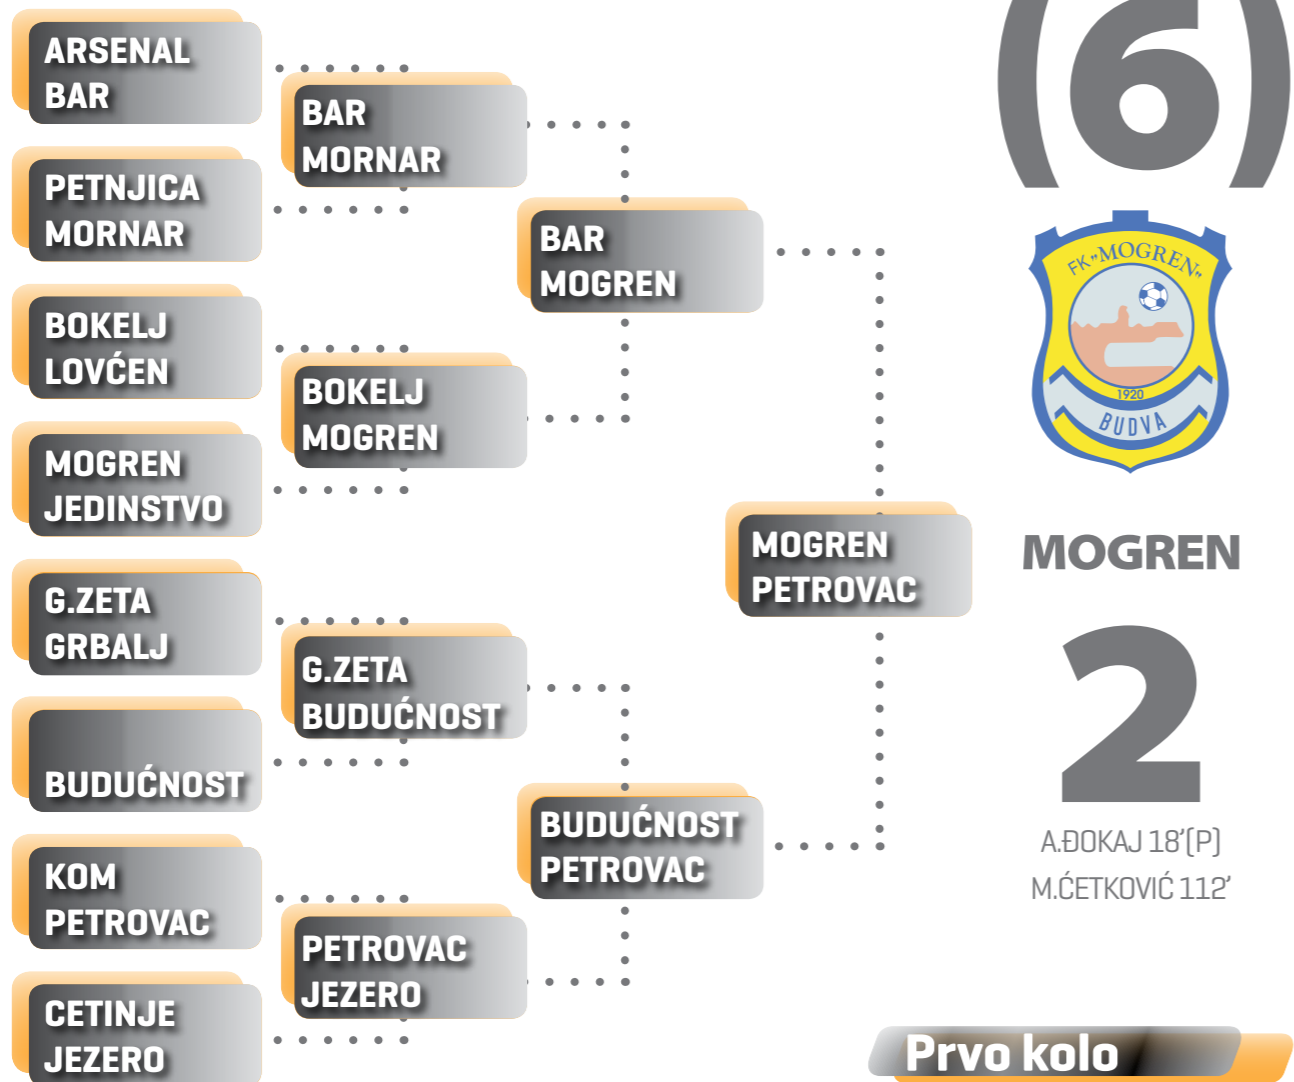 ARSENAL
BAR
PETNJICA
MORNAR
BOKELJ
LOVĆEN
MOGREN
JEDINSTVO
G.ZETA
GRBALJ
BUDUĆNOST
KOM
PETROVAC
CETINJE
JEZERO
BAR
MORNAR
BOKELJ
MOGREN
G.ZETA
BUDUĆNOST
PETROVAC
JEZERO
BAR
MOGREN
BUDUĆNOST
PETROVAC
MOGREN
PETROVAC
(6)
FK „MOGREN„
1920
BUDVA
MOGREN
2
A.ĐOKAJ 18'(P)
M.ĆETKOVIĆ 112'
Prvo kolo